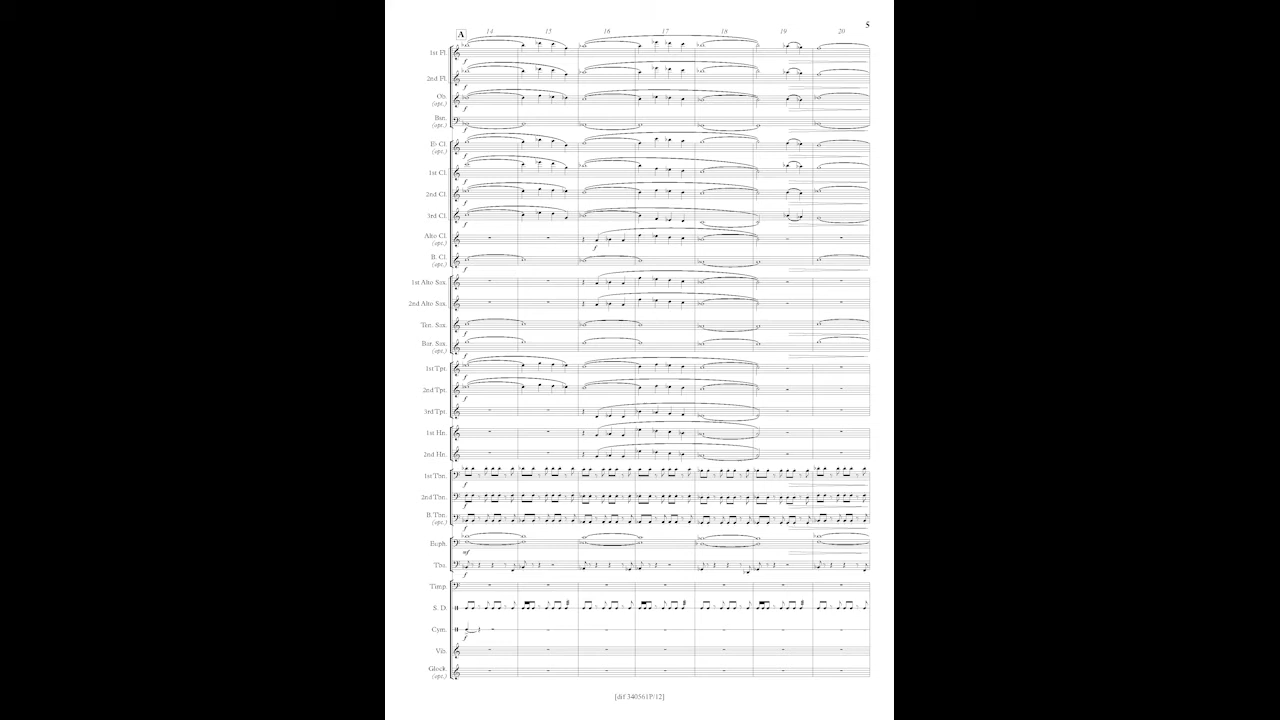 5
A 14 15 16 17 18 19 20
1st Fl.
f
2nd Fl.
f
Ob.
(opt.)
f
Bsn.
(opt.)
f
E♭ Cl.
(opt.)
f
1st Cl.
f
2nd Cl.
f
3rd Cl.
f
Alto Cl.
(opt.)
f
B. Cl.
(opt.)
f
1st Alto Sax.
2nd Alto Sax.
Ten. Sax.
f
Bar. Sax.
(opt.)
f
1st Tpt.
f
2nd Tpt.
f
3rd Tpt.
1st Hn.
2nd Hn.
1st Tbn.
f
2nd Tbn.
f
B. Tbn.
(opt.)
f
Euph.
mf
Tba.
f
Timp.
S. D.
Cym.
f
Vib.
Glock.
(opt.)
[dif 340561P/12]